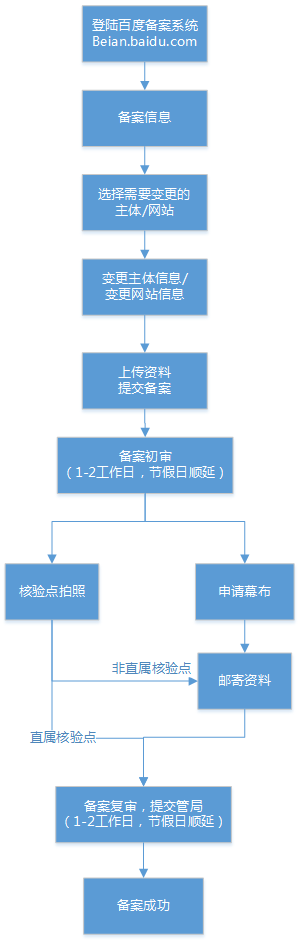 登陆百度备案系统
Beian.baidu.com
备案信息
选择需要变更的
主体/网站
变更主体信息/
变更网站信息
上传资料
提交备案
备案初审
（1-2工作日，节假日顺延）
核验点拍照
申请幕布
非直属核验点
邮寄资料
直属核验点
备案复审，提交管局
（1-2工作日，节假日顺延）
备案成功